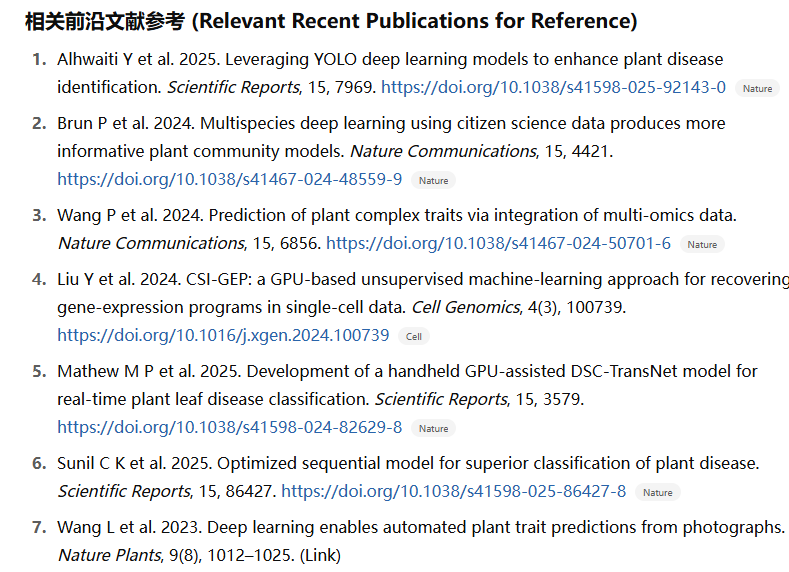 相关前沿文献参考 (Relevant Recent Publications for Reference)
1. Alhwaiti Y et al. 2025. Leveraging YOLO deep learning models to enhance plant disease
identification. Scientific Reports, 15, 7969. https://doi.org/10.1038/s41598-025-92143-0 Nature
2. Brun P et al. 2024. Multispecies deep learning using citizen science data produces more
informative plant community models. Nature Communications, 15, 4421.
https://doi.org/10.1038/s41467-024-48559-9 Nature
3. Wang P et al. 2024. Prediction of plant complex traits via integration of multi-omics data.
Nature Communications, 15, 6856. https://doi.org/10.1038/s41467-024-50701-6 Nature
4. Liu Y et al. 2024. CSI-GEP: a GPU-based unsupervised machine-learning approach for recovering
gene-expression programs in single-cell data. Cell Genomics, 4(3), 100739.
https://doi.org/10.1016/j.xgen.2024.100739 Cell
5. Mathew M P et al. 2025. Development of a handheld GPU-assisted DSC-TransNet model for
real-time plant leaf disease classification. Scientific Reports, 15, 3579.
https://doi.org/10.1038/s41598-024-82629-8 Nature
6. Sunil C K et al. 2025. Optimized sequential model for superior classification of plant disease.
Scientific Reports, 15, 86427. https://doi.org/10.1038/s41598-025-86427-8 Nature
7. Wang L et al. 2023. Deep learning enables automated plant trait predictions from photographs.
Nature Plants, 9(8), 1012–1025. (Link)